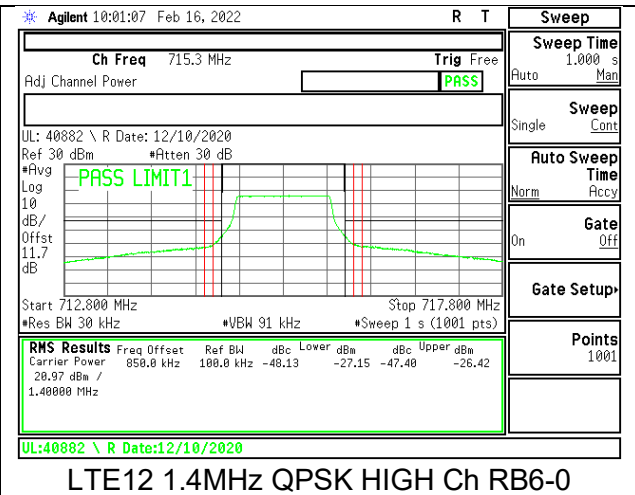 Agilent 10:01:07 Feb 16, 2022 R T Sweep
Sweep Time
1.000 s
Auto Man
Ch Freq 715.3 MHz Trig Free
Adj Channel Power PASS
Sweep
Single Cont
UL: 40882 \ R Date: 12/10/2020
Ref 30 dBm #Atten 30 dB
Auto Sweep
Time
Norm Accy
#Avg
Log
10
dB/
Offst
11.7
dB
PASS LIMIT1
Gate
On Off
Gate Setup
Start 712.800 MHz Stop 717.800 MHz
#Res BW 30 kHz #VBW 91 kHz #Sweep 1 s (1001 pts)
Points
1001
RMS Results Freq Offset Ref BW dBc Lower dBm dBc Upper dBm
Carrier Power 850.0 kHz 100.0 kHz -48.13 -27.15 -47.40 -26.42
20.97 dBm /
1.40000 MHz
UL:40882 \ R Date:12/10/2020
LTE12 1.4MHz QPSK HIGH Ch RB6-0